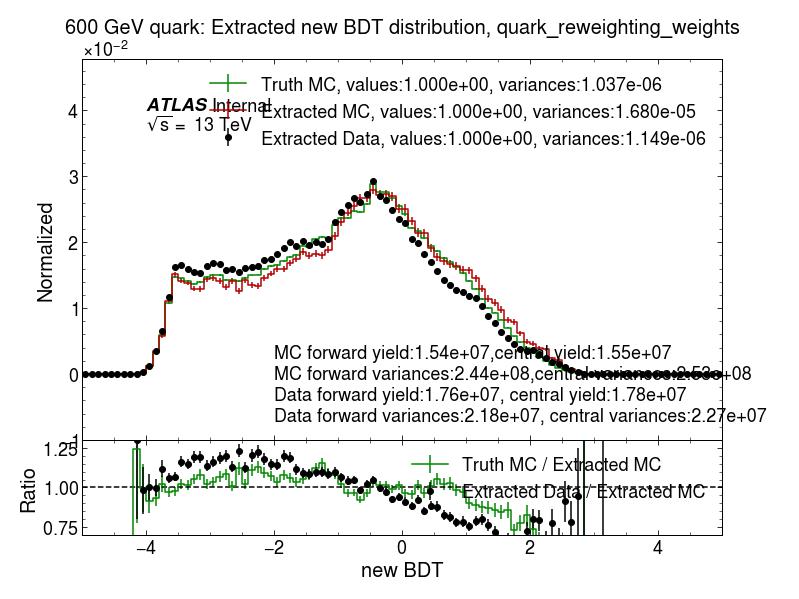 600 GeV quark: Extracted new BDT distribution, quark_reweighting_weights
×10−2
Truth MC, values:1.000e+00, variances:1.037e-06
ATLAS Internal
Extracted MC, values:1.000e+00, variances:1.680e-05
√s = 13 TeV
Extracted Data, values:1.000e+00, variances:1.149e-06
4
3
2
1
0
−1
Normalized
MC forward yield:1.54e+07,central yield:1.55e+07
MC forward variances:2.44e+08,central variances:2.53e+08
Data forward yield:1.76e+07, central yield:1.78e+07
Data forward variances:2.18e+07, central variances:2.27e+07
1.25
1.00
0.75
Ratio
Truth MC / Extracted MC
Extracted Data / Extracted MC
−4 −2 0 2 4
new BDT